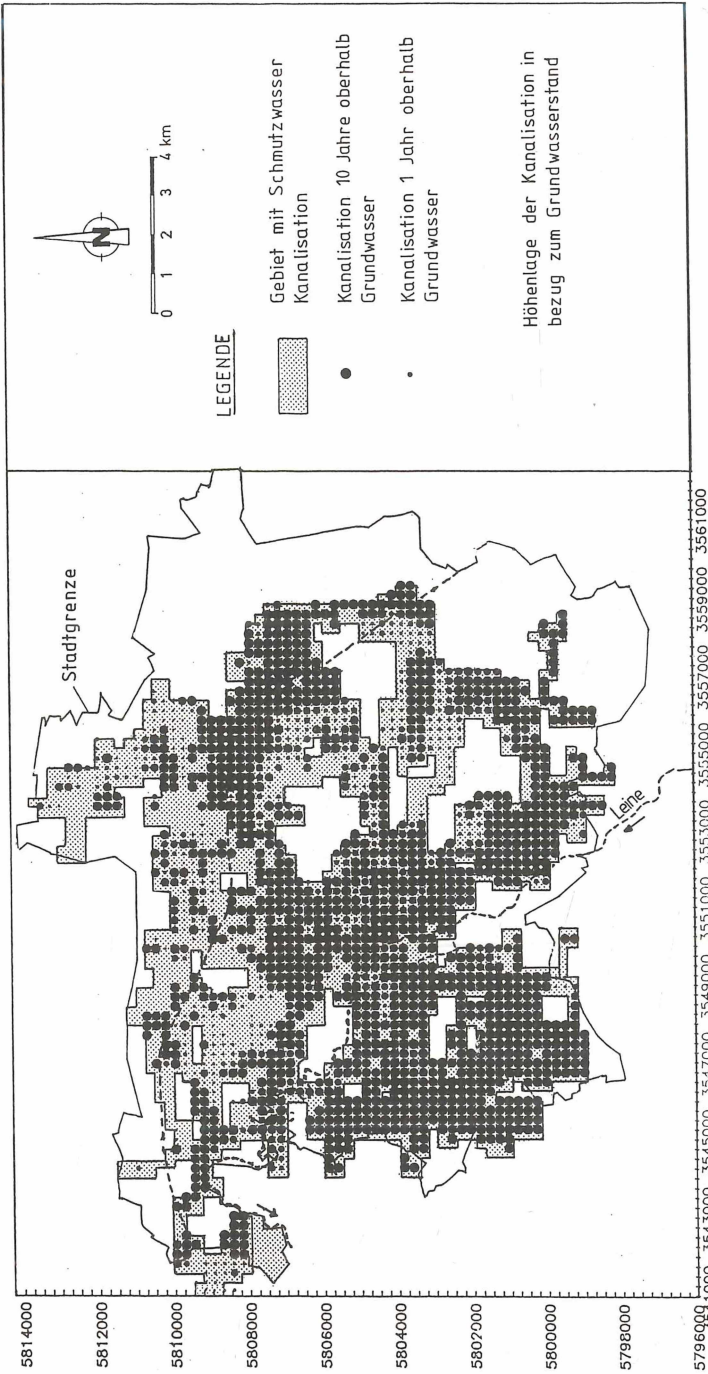 Stadtgrenze
Leine
N
0 1 2 3 4 km
LEGENDE
Gebiet mit Schmutzwasser
Kanalisation
Kanalisation 10 Jahre oberhalb
Grundwasser
Kanalisation 1 Jahr oberhalb
Grundwasser
Höhenlage der Kanalisation in
bezug zum Grundwasserstand
5814000
5812000
5810000
5808000
5806000
5804000
5802000
5800000
5798000
5796000
3543000 3545000 3547000 3549000 3551000 3553000 3555000 3557000 3559000 3561000